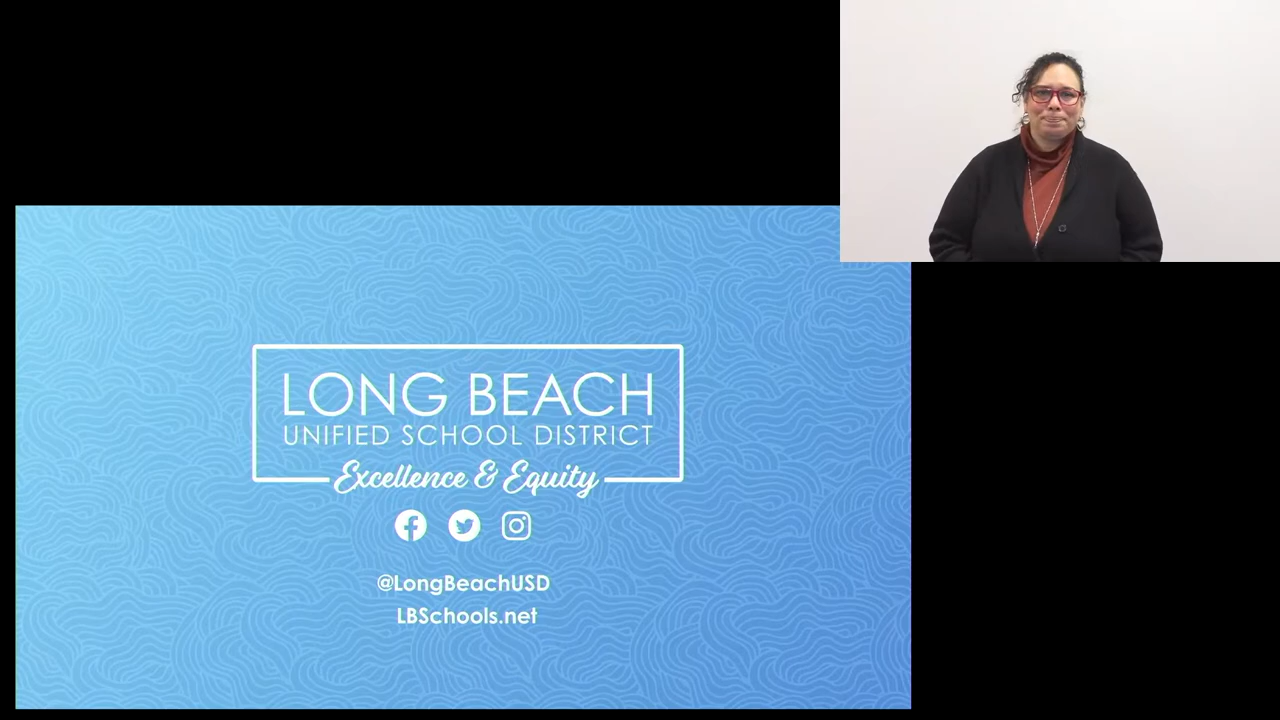 LONG BEACH
UNIFIED SCHOOL DISTRICT
Excellence & Equity
@LongBeachUSD
LBSchools.net